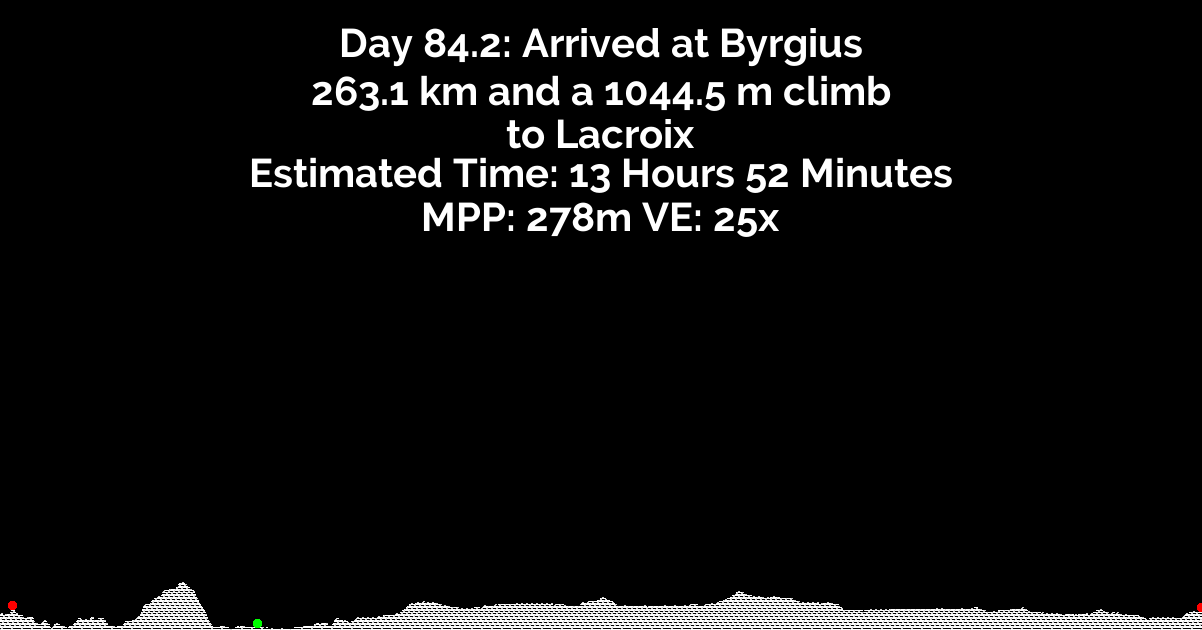 Day 84.2: Arrived at Byrgius
263.1 km and a 1044.5 m climb
to Lacroix
Estimated Time: 13 Hours 52 Minutes
MPP: 278m VE: 25x